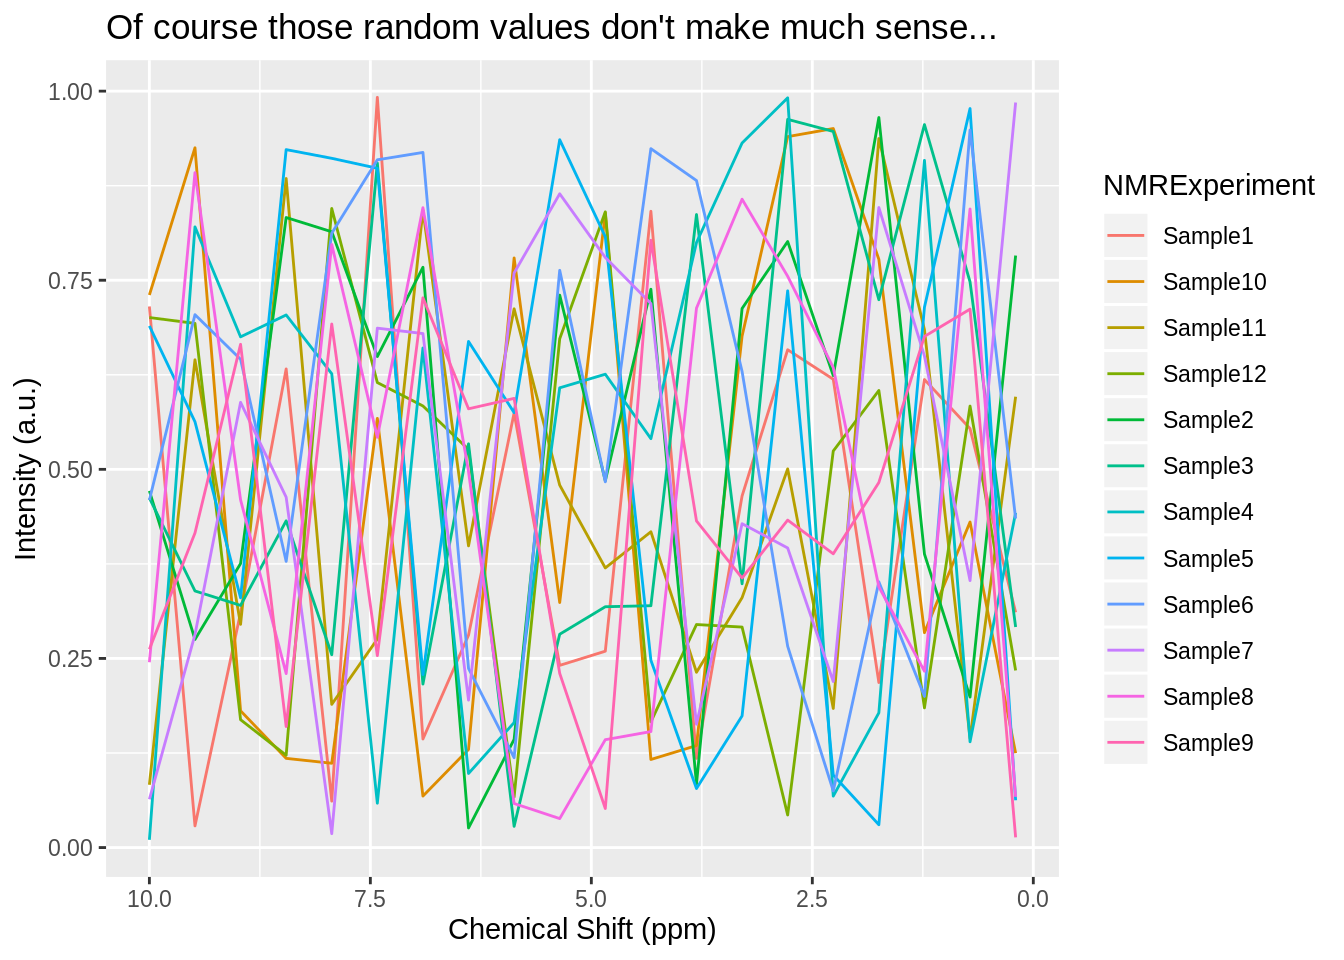 Of course those random values don't make much sense...
1.00
0.75
0.50
0.25
0.00
Intensity (a.u.)
10.0 7.5 5.0 2.5 0.0
Chemical Shift (ppm)
NMRExperiment
Sample1
Sample10
Sample11
Sample12
Sample2
Sample3
Sample4
Sample5
Sample6
Sample7
Sample8
Sample9